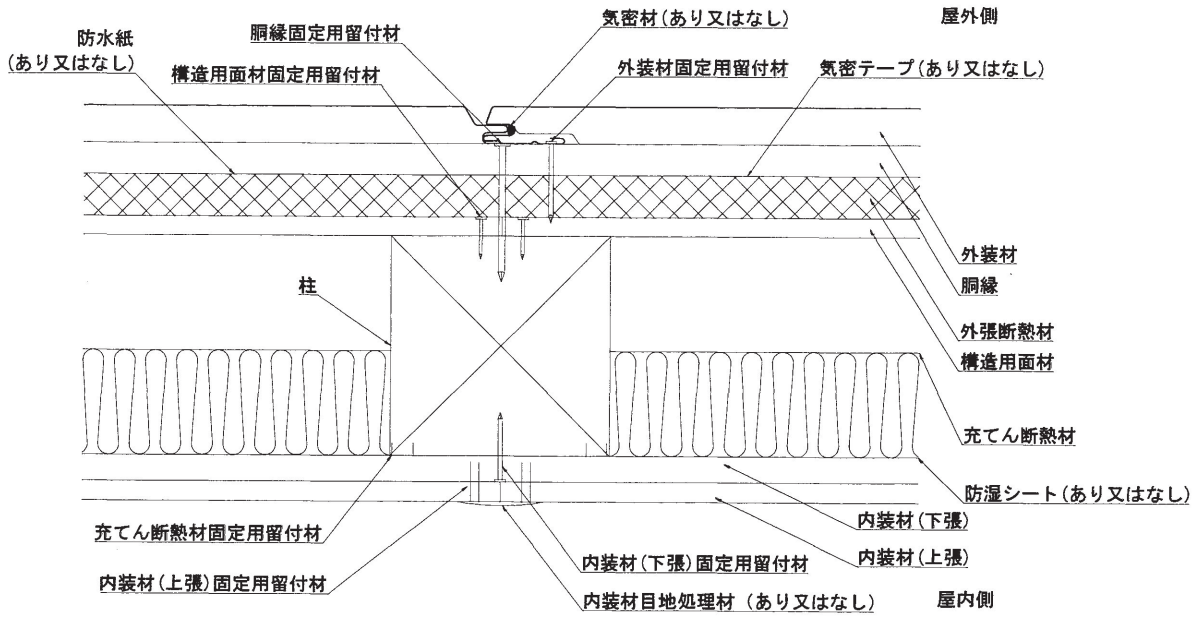 気密材(あり又はなし)
屋外側
防水紙
(あり又はなし)
胴縁固定用留付材
構造用面材固定用留付材
外装材固定用留付材
気密テープ(あり又はなし)
外装材
胴縁
柱
外張断熱材
構造用面材
充てん断熱材
防湿シート(あり又はなし)
内装材(下張)
充てん断熱材固定用留付材
内装材(上張)
内装材(下張)固定用留付材
内装材(上張)固定用留付材
内装材目地処理材 (あり又はなし)
屋内側